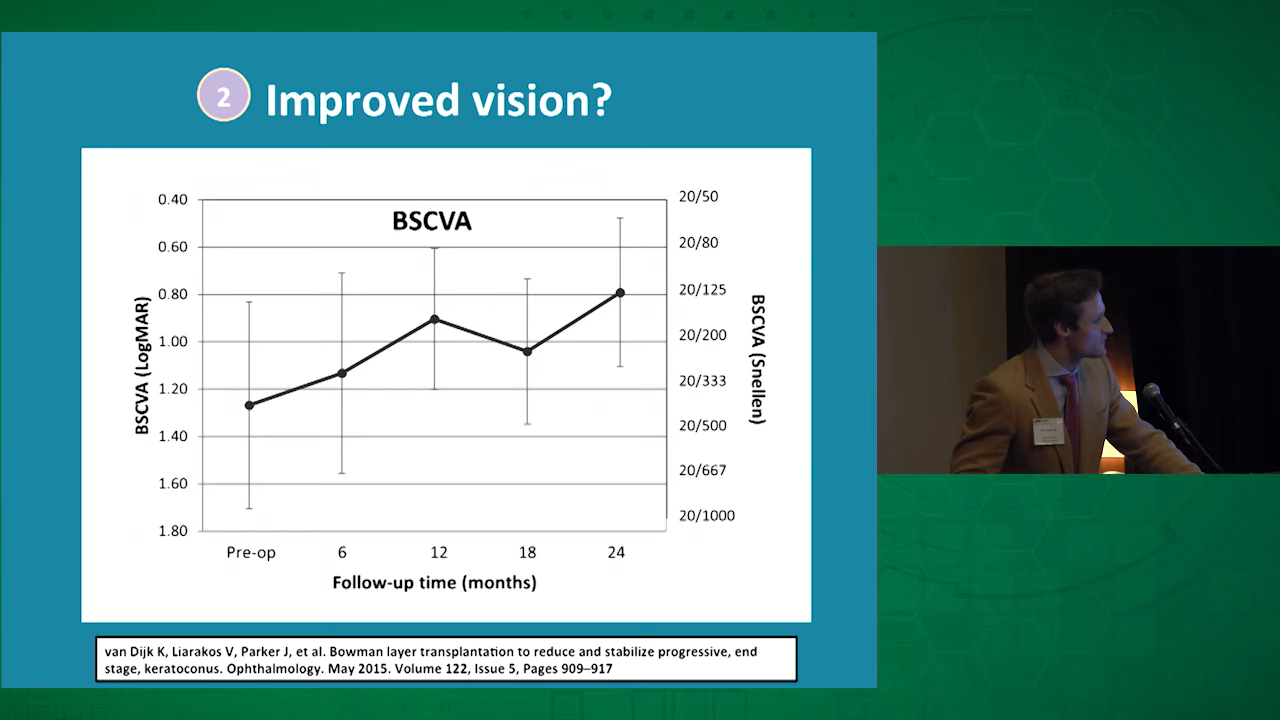 2
Improved vision?
BSCVA
0.40
0.60
0.80
1.00
1.20
1.40
1.60
1.80
BSCVA (LogMAR)
20/50
20/80
20/125
20/200
20/333
20/500
20/667
20/1000
BSCVA (Snellen)
Pre-op 6 12 18 24
Follow-up time (months)
van Dijk K, Liarakos V, Parker J, et al. Bowman layer transplantation to reduce and stabilize progressive, end
stage, keratoconus. Ophthalmology. May 2015. Volume 122, Issue 5, Pages 909–917